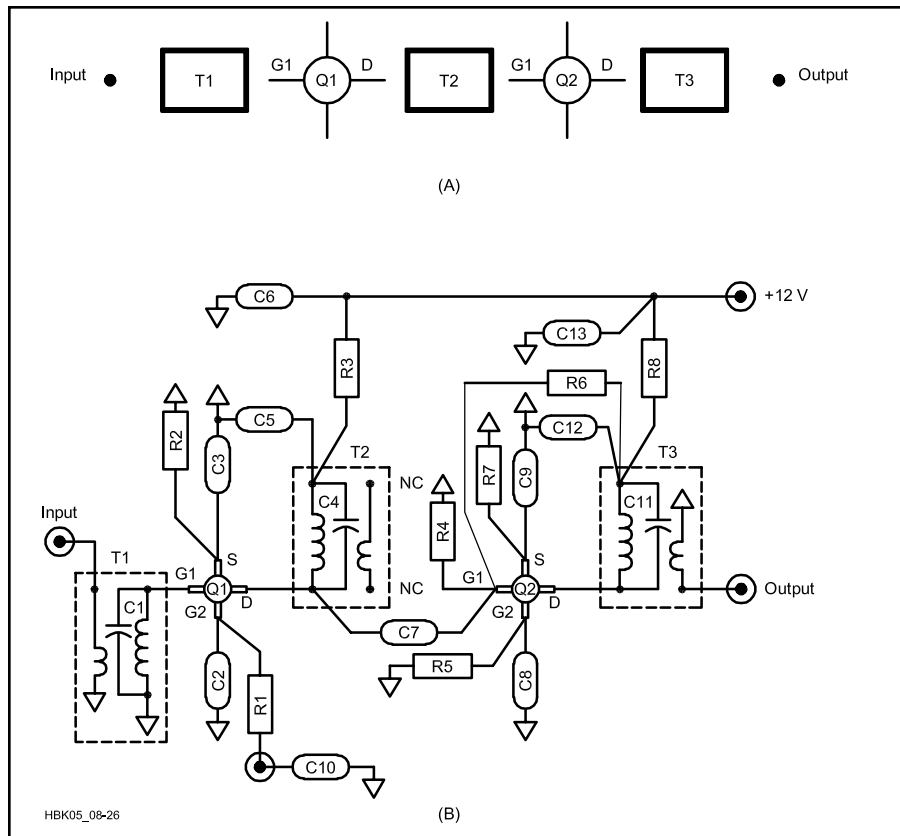 Input
T1
G1
Q1
D
T2
G1
Q2
D
T3
Output
(A)
C6
+12 V
C13
R3
R8
R6
R2
C5
C3
R7
C12
C9
T2
T3
C4
NC
C11
R4
Input
T1
S
S
G1
Q1
D
NC
G1
Q2
D
Output
C1
G2
G2
C7
R5
C2
R1
C8
C10
HBK05_08-26
(B)